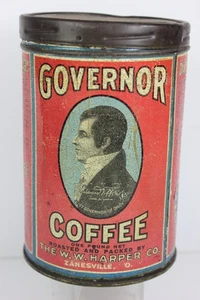 GOVERNOR
COFFEE
ONE POUND NET
ROASTED AND PACKED BY
THE W. W. HARPER CO.
ZANESVILLE, O.